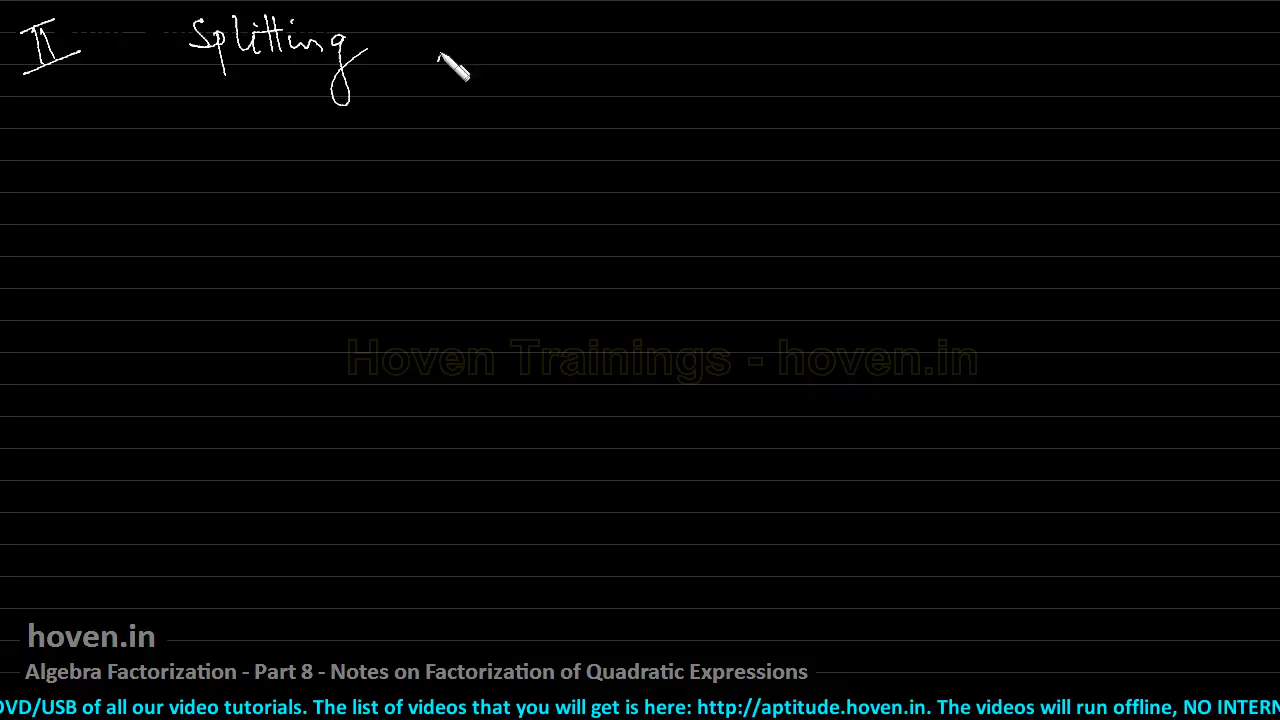 II Splitting
Hoven Trainings - hoven.in
hoven.in
Algebra Factorization - Part 8 - Notes on Factorization of Quadratic Expressions
DVD/USB of all our video tutorials. The list of videos that you will get is here: http://aptitude.hoven.in. The videos will run offline, NO INTERN